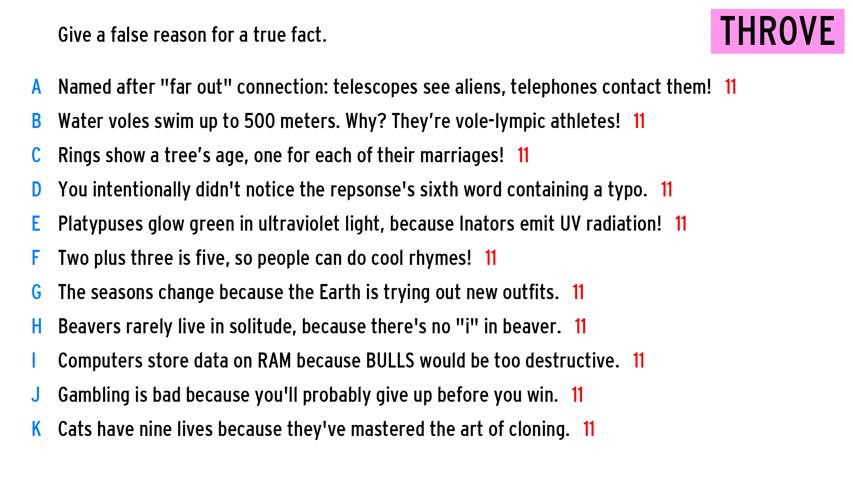 Give a false reason for a true fact.
THROVE
A Named after "far out" connection: telescopes see aliens, telephones contact them! 11
B Water voles swim up to 500 meters. Why? They're vole-lympic athletes! 11
C Rings show a tree's age, one for each of their marriages! 11
D You intentionally didn't notice the repsonse's sixth word containing a typo. 11
E Platypuses glow green in ultraviolet light, because Inators emit UV radiation! 11
F Two plus three is five, so people can do cool rhymes! 11
G The seasons change because the Earth is trying out new outfits. 11
H Beavers rarely live in solitude, because there's no "i" in beaver. 11
I Computers store data on RAM because BULLS would be too destructive. 11
J Gambling is bad because you'll probably give up before you win. 11
K Cats have nine lives because they've mastered the art of cloning. 11